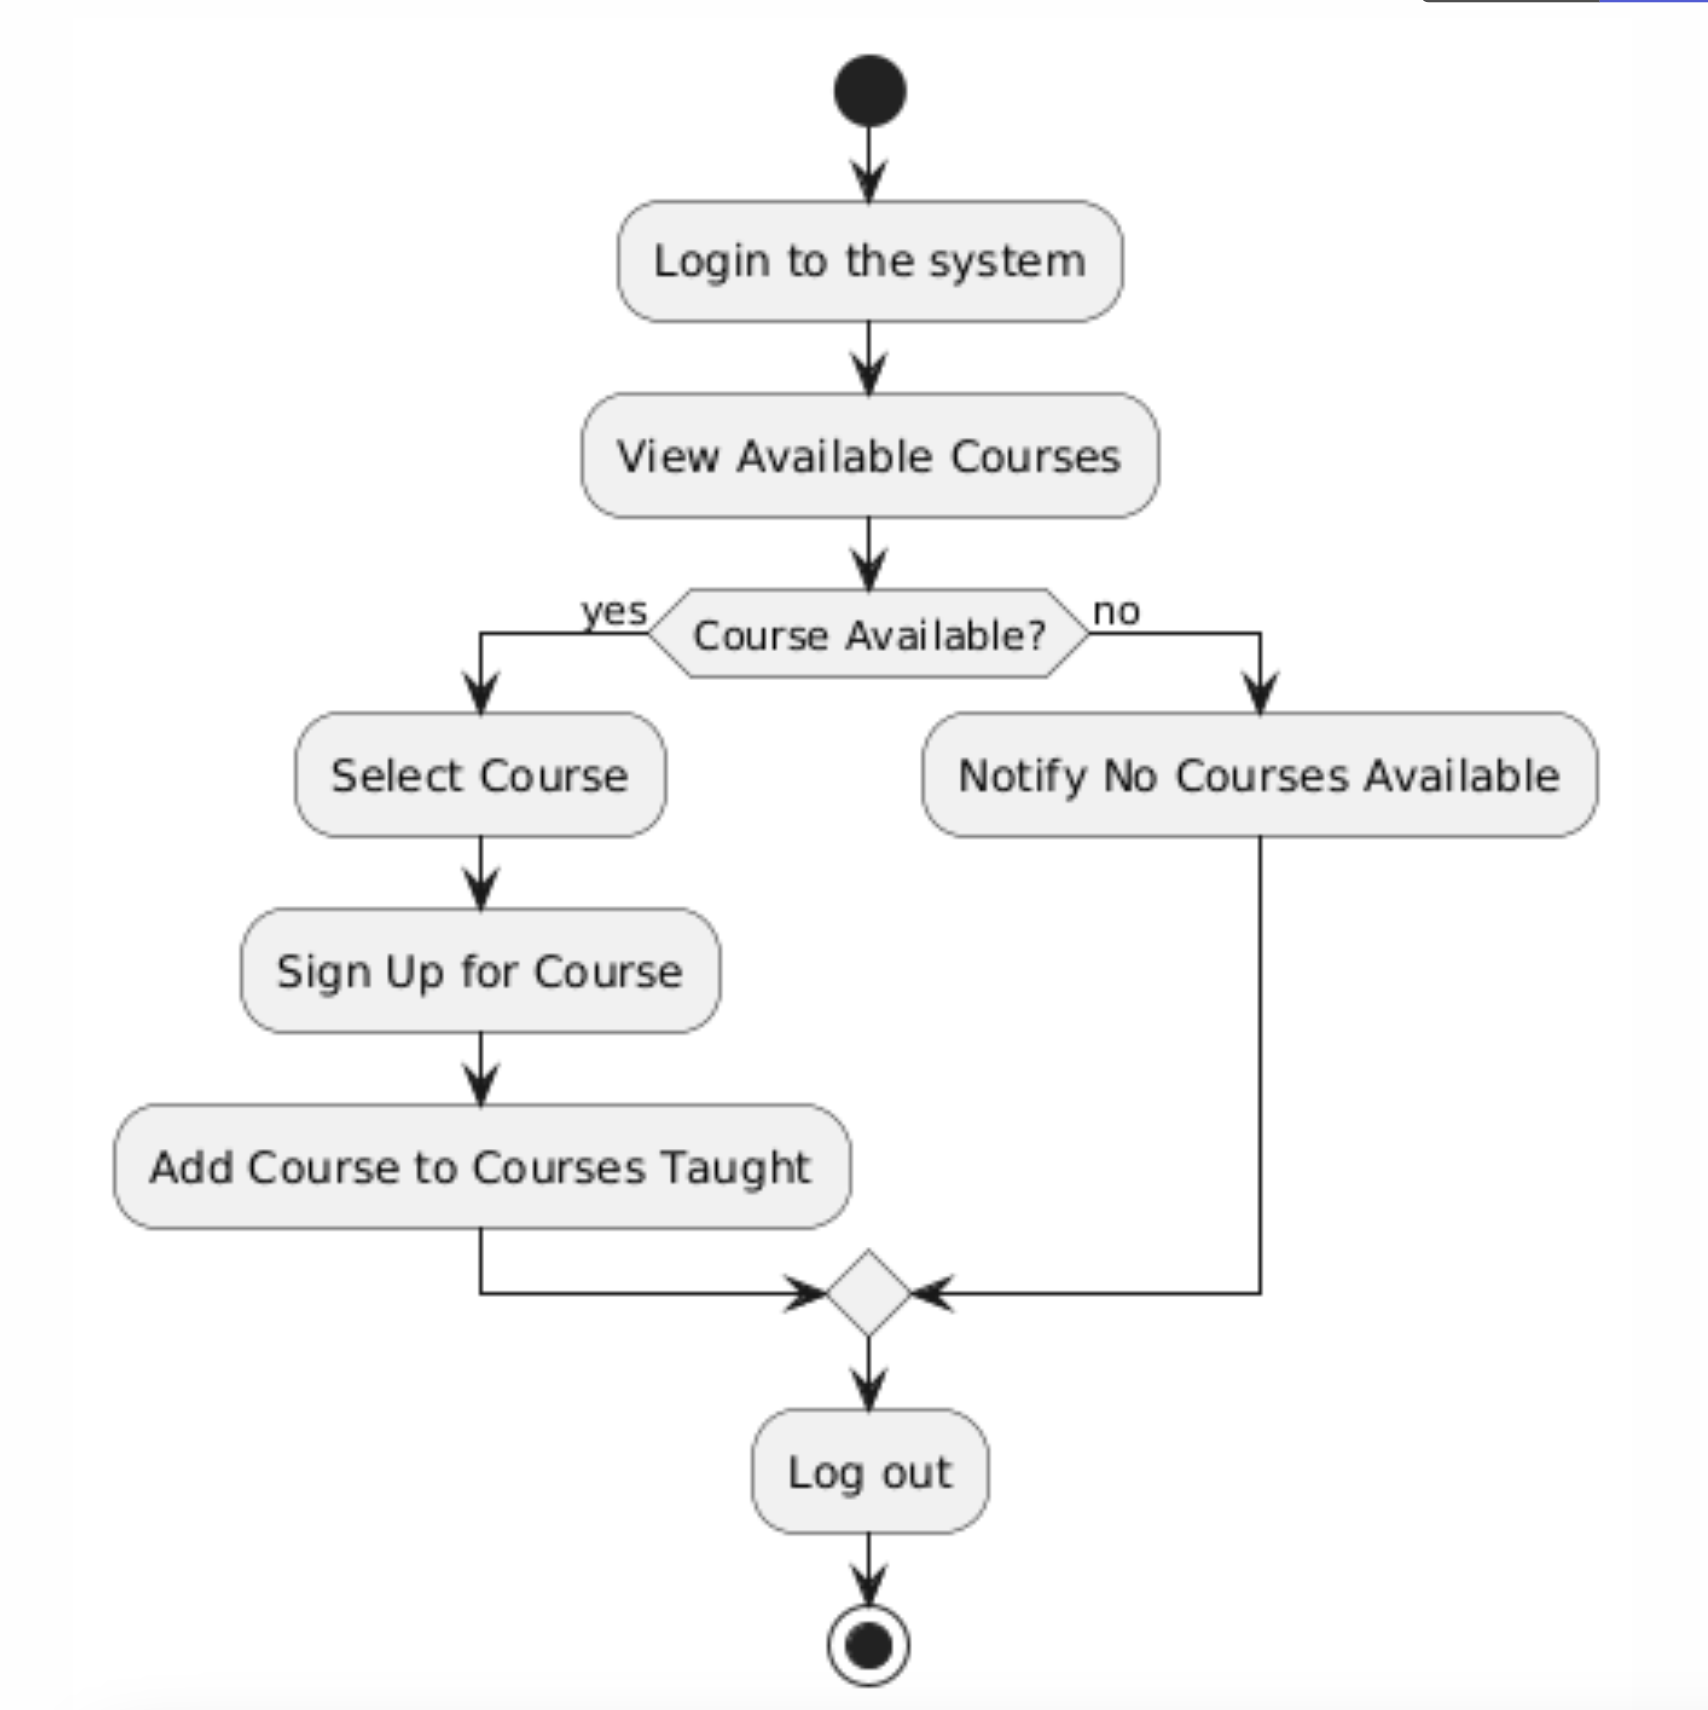 Login to the system
View Available Courses
yes
Course Available?
no
Select Course
Notify No Courses Available
Sign Up for Course
Add Course to Courses Taught
Log out